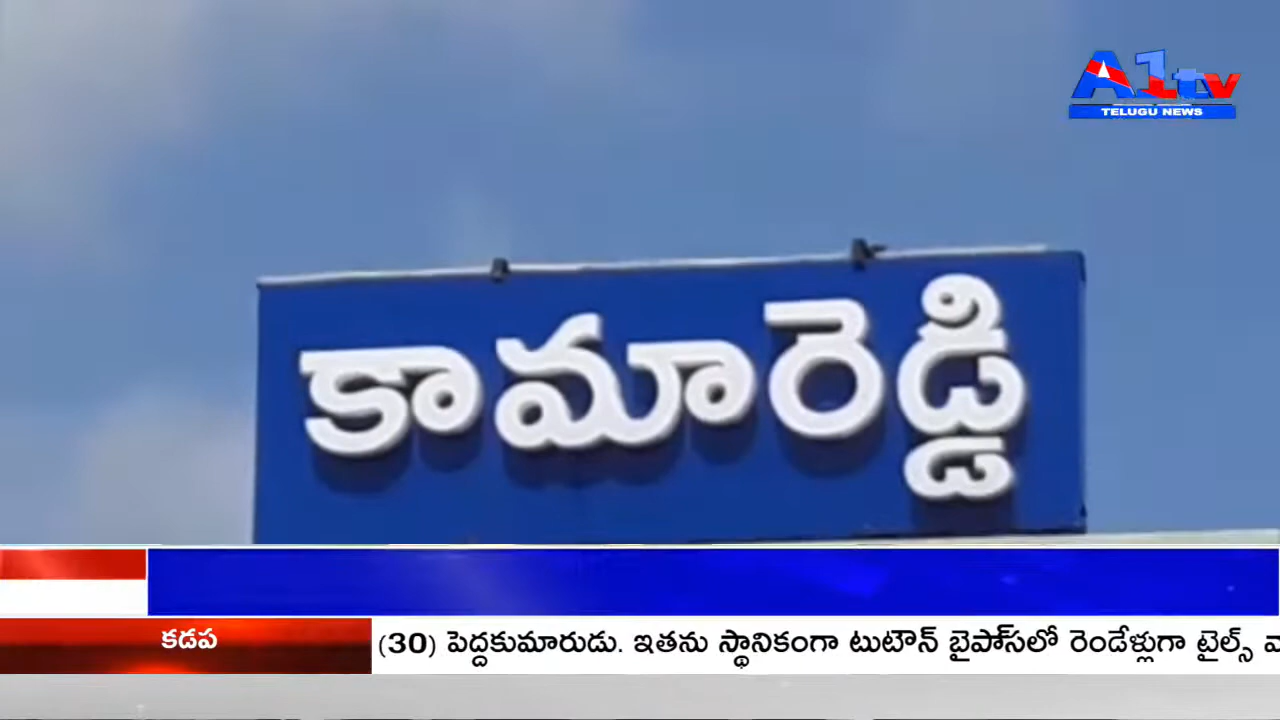 A1tv
TELUGU NEWS
కామారెడ్డి
కడప
(30) పెద్దకుమారుడు. ఇతను స్థానికంగా టుటౌన్ బైపాస్‌లో రెండేళ్లుగా టైల్స్